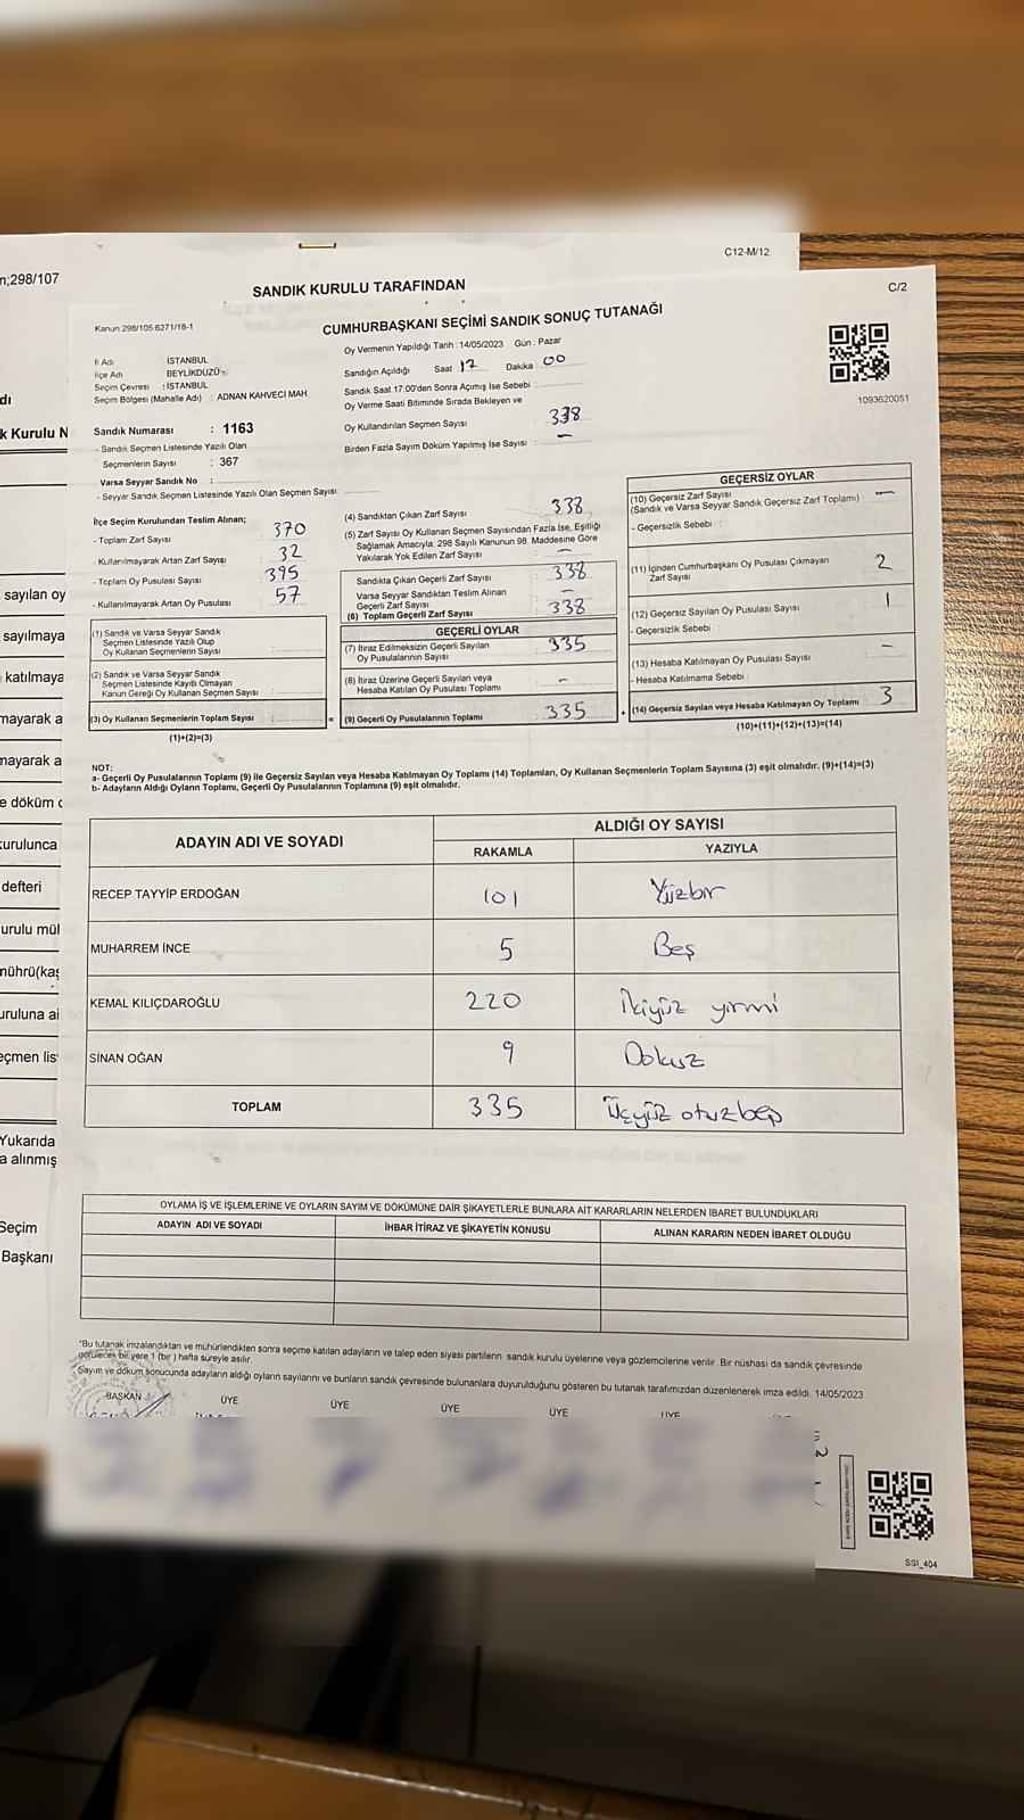 C12-M/12
n;298/107
SANDIK KURULU TARAFINDAN
C/2
Kanun 298/105 6271/18-1
CUMHURBAŞKANI SEÇİMİ SANDIK SONUÇ TUTANAĞI
İl Adı İSTANBUL
İlçe Adı BEYLİKDÜZÜ
Seçim Çevresi : İSTANBUL
Seçim Bölgesi (Mahalle Adı) : ADNAN KAHVECİ MAH.
Sandık Numarası : 1163
- Sandık Seçmen Listesinde Yazılı Olan
Seçmenlerin Sayısı : 367
Varsa Seyyar Sandık No :
- Seyyar Sandık Seçmen Listesinde Yazılı Olan Seçmen Sayısı
Oy Vermenin Yapıldığı Tarih : 14/05/2023 Gün : Pazar
Sandığın Açıldığı Saat 17 Dakika 00
Sandık Saat 17:00'den Sonra Açımış İse Sebebi :
Oy Verme Saati Bitiminde Sırada Bekleyen ve
Oy Kullandırılan Seçmen Sayısı 338
Birden Fazla Sayım Döküm Yapılmış İse Sayısı : –
1093620051
İlçe Seçim Kurulundan Teslim Alınan;
- Toplam Zarf Sayısı 370
- Kullanılmayarak Artan Zarf Sayısı 32
- Toplam Oy Pusulası Sayısı 395
- Kullanılmayarak Artan Oy Pusulası 57
(1) Sandık ve Varsa Seyyar Sandık
Seçmen Listesinde Yazılı Olup
Oy Kullanan Seçmenlerin Sayısı
(2) Sandık ve Varsa Seyyar Sandık
Seçmen Listesinde Kayıtlı Olmayan
Kanun Gereği Oy Kullanan Seçmen Sayısı
(3) Oy Kullanan Seçmenlerin Toplam Sayısı
(1)+(2)=(3)
(4) Sandıktan Çıkan Zarf Sayısı 338
(5) Zarf Sayısı Oy Kullanan Seçmen Sayısından Fazla İse, Eşitliği
Sağlamak Amacıyla; 298 Sayılı Kanunun 98. Maddesine Göre
Yakılarak Yok Edilen Zarf Sayısı –
Sandıkta Çıkan Geçerli Zarf Sayısı 338
Varsa Seyyar Sandıktan Teslim Alınan
Geçerli Zarf Sayısı –
(6) Toplam Geçerli Zarf Sayısı 338
GEÇERLİ OYLAR
(7) İtiraz Edilmeksizin Geçerli Sayılan
Oy Pusulalarının Sayısı 335
(8) İtiraz Üzerine Geçerli Sayılan veya
Hesaba Katılan Oy Pusulası Toplamı –
= (9) Geçerli Oy Pusulalarının Toplamı 335
GEÇERSİZ OYLAR
(10) Geçersiz Zarf Sayısı –
(Sandık ve Varsa Seyyar Sandık Geçersiz Zarf Toplamı)
- Geçersizlik Sebebi :
(11) İçinden Cumhurbaşkanı Oy Pusulası Çıkmayan
Zarf Sayısı 2
(12) Geçersiz Sayılan Oy Pusulası Sayısı 1
- Geçersizlik Sebebi :
(13) Hesaba Katılmayan Oy Pusulası Sayısı –
- Hesaba Katılmama Sebebi :
+ (14) Geçersiz Sayılan veya Hesaba Katılmayan Oy Toplamı 3
(10)+(11)+(12)+(13)=(14)
NOT:
a- Geçerli Oy Pusulalarının Toplamı (9) ile Geçersiz Sayılan veya Hesaba Katılmayan Oy Toplamı (14) Toplamları, Oy Kullanan Seçmenlerin Toplam Sayısına (3) eşit olmalıdır. (9)+(14)=(3)
b- Adayların Aldığı Oyların Toplamı, Geçerli Oy Pusulalarının Toplamına (9) eşit olmalıdır.
ADAYIN ADI VE SOYADI ALDIĞI OY SAYISI
RAKAMLA YAZIYLA
RECEP TAYYİP ERDOĞAN 101 Yüzbir
MUHARREM İNCE 5 Beş
KEMAL KILIÇDAROĞLU 220 İkiyüz yirmi
SİNAN OĞAN 9 Dokuz
TOPLAM 335 Üçyüz otuzbeş
OYLAMA İŞ VE İŞLEMLERİNE VE OYLARIN SAYIM VE DÖKÜMÜNE DAİR ŞİKAYETLERLE BUNLARA AİT KARARLARIN NELERDEN İBARET BULUNDUKLARI
ADAYIN ADI VE SOYADI İHBAR İTİRAZ VE ŞİKAYETİN KONUSU ALINAN KARARIN NEDEN İBARET OLDUĞU
*Bu tutanak imzalandıktan ve mühürlendikten sonra seçime katılan adayların ve talep eden siyasi partilerin sandık kurulu üyelerine veya gözlemcilerine verilir. Bir nüshası da sandık çevresinde
görülecek bir yere 1 (bir) hafta süreyle asılır.
Sayım ve döküm sonucunda adayların aldığı oyların sayılarını ve bunların sandık çevresinde bulunanlara duyurulduğunu gösteren bu tutanak tarafımızdan düzenlenerek imza edildi. 14/05/2023
BAŞKAN ÜYE ÜYE ÜYE ÜYE ÜYE
SSI_404
dı
k Kurulu N
sayılan oy
sayılmaya
katılmaya
mayarak a
mayarak a
e döküm
kurulunca
defteri
urulu mül
mührü(kaş
uruluna ai
eçmen lis
Yukarıda
a alınmış
Seçim
Başkanı